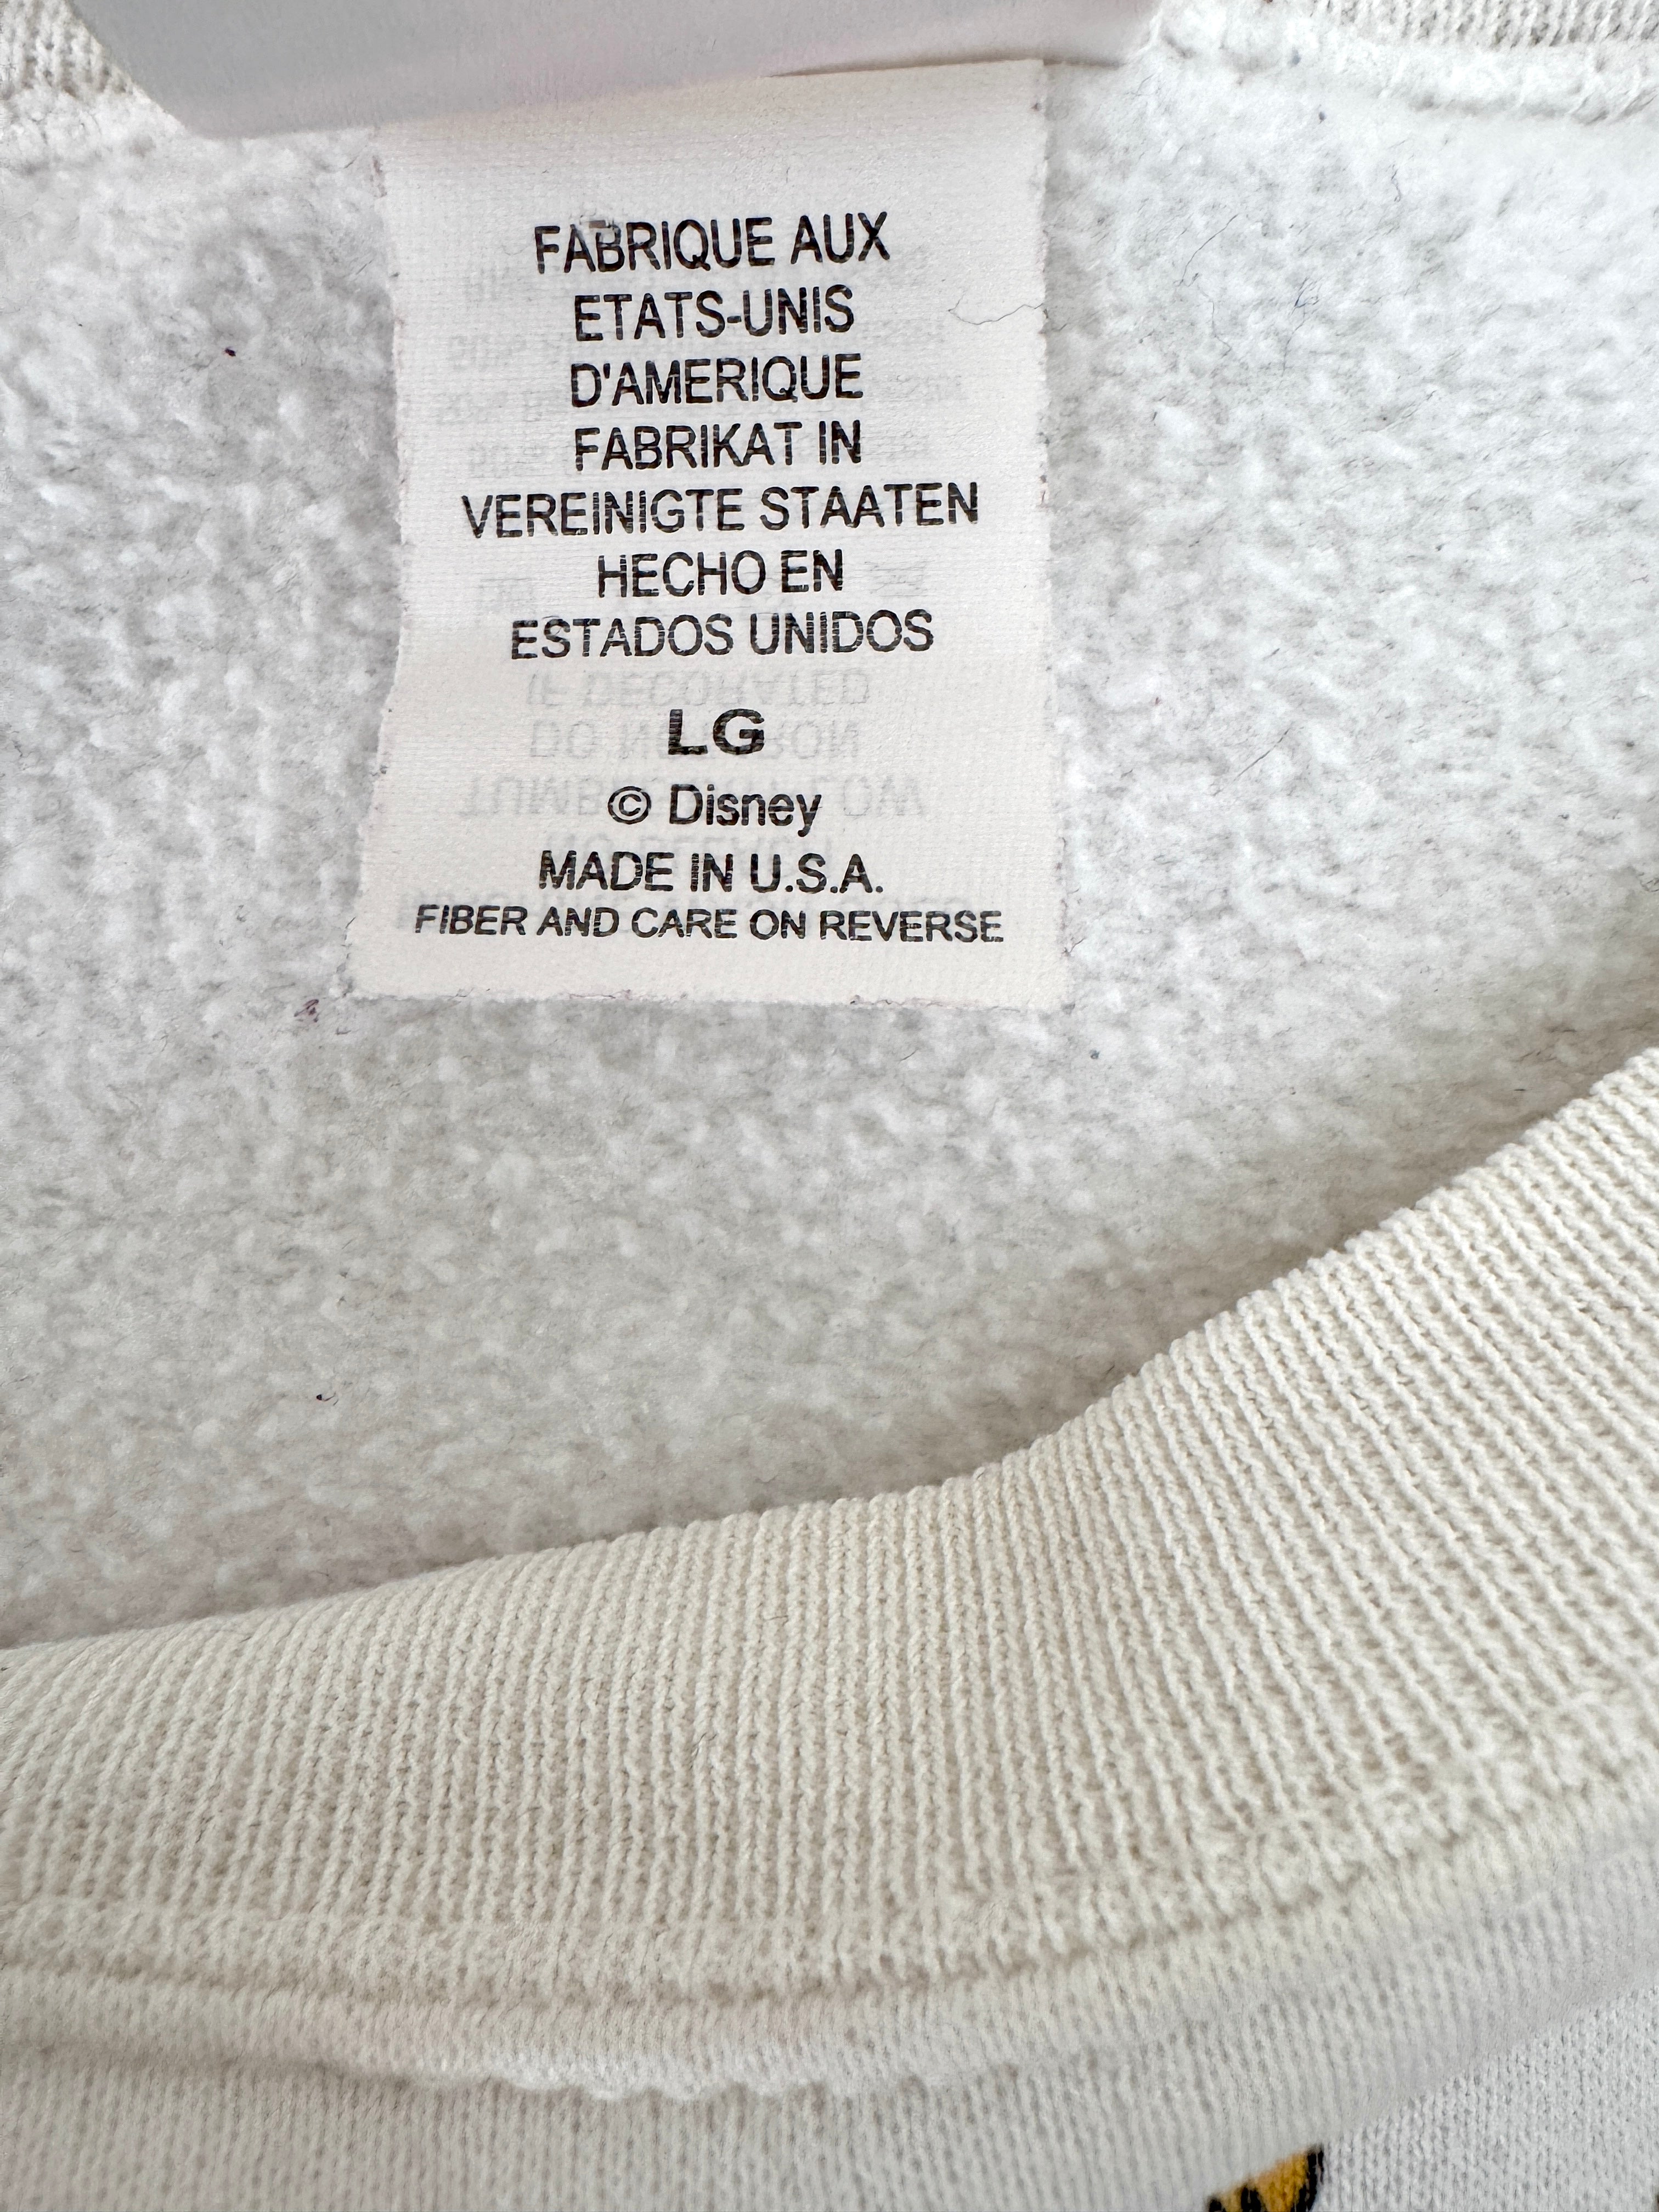 FABRIQUE AUX
ETATS-UNIS
D'AMERIQUE
FABRIKAT IN
VEREINIGTE STAATEN
HECHO EN
ESTADOS UNIDOS
LG
© Disney
MADE IN U.S.A.
FIBER AND CARE ON REVERSE